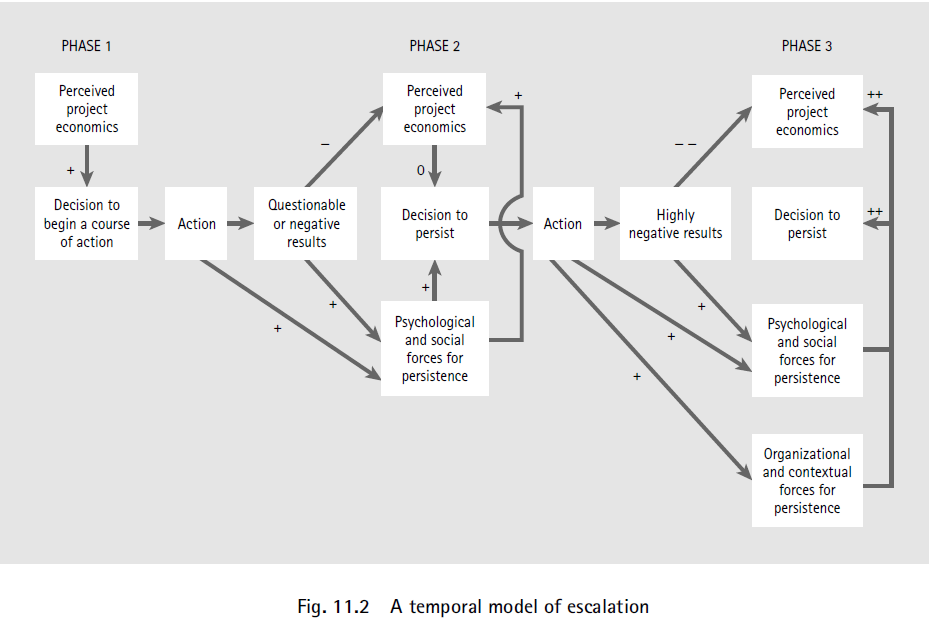 PHASE 1
PHASE 2
PHASE 3
Perceived
project
economics
+
Decision to
begin a course
of action
Action
Questionable
or negative
results
–
+
+
Perceived
project
economics
+
0
Decision to
persist
+
Psychological
and social
forces for
persistence
Action
Highly
negative results
– –
+
+
+
Perceived
project
economics
++
Decision to
persist
++
Psychological
and social
forces for
persistence
Organizational
and contextual
forces for
persistence
Fig. 11.2 A temporal model of escalation